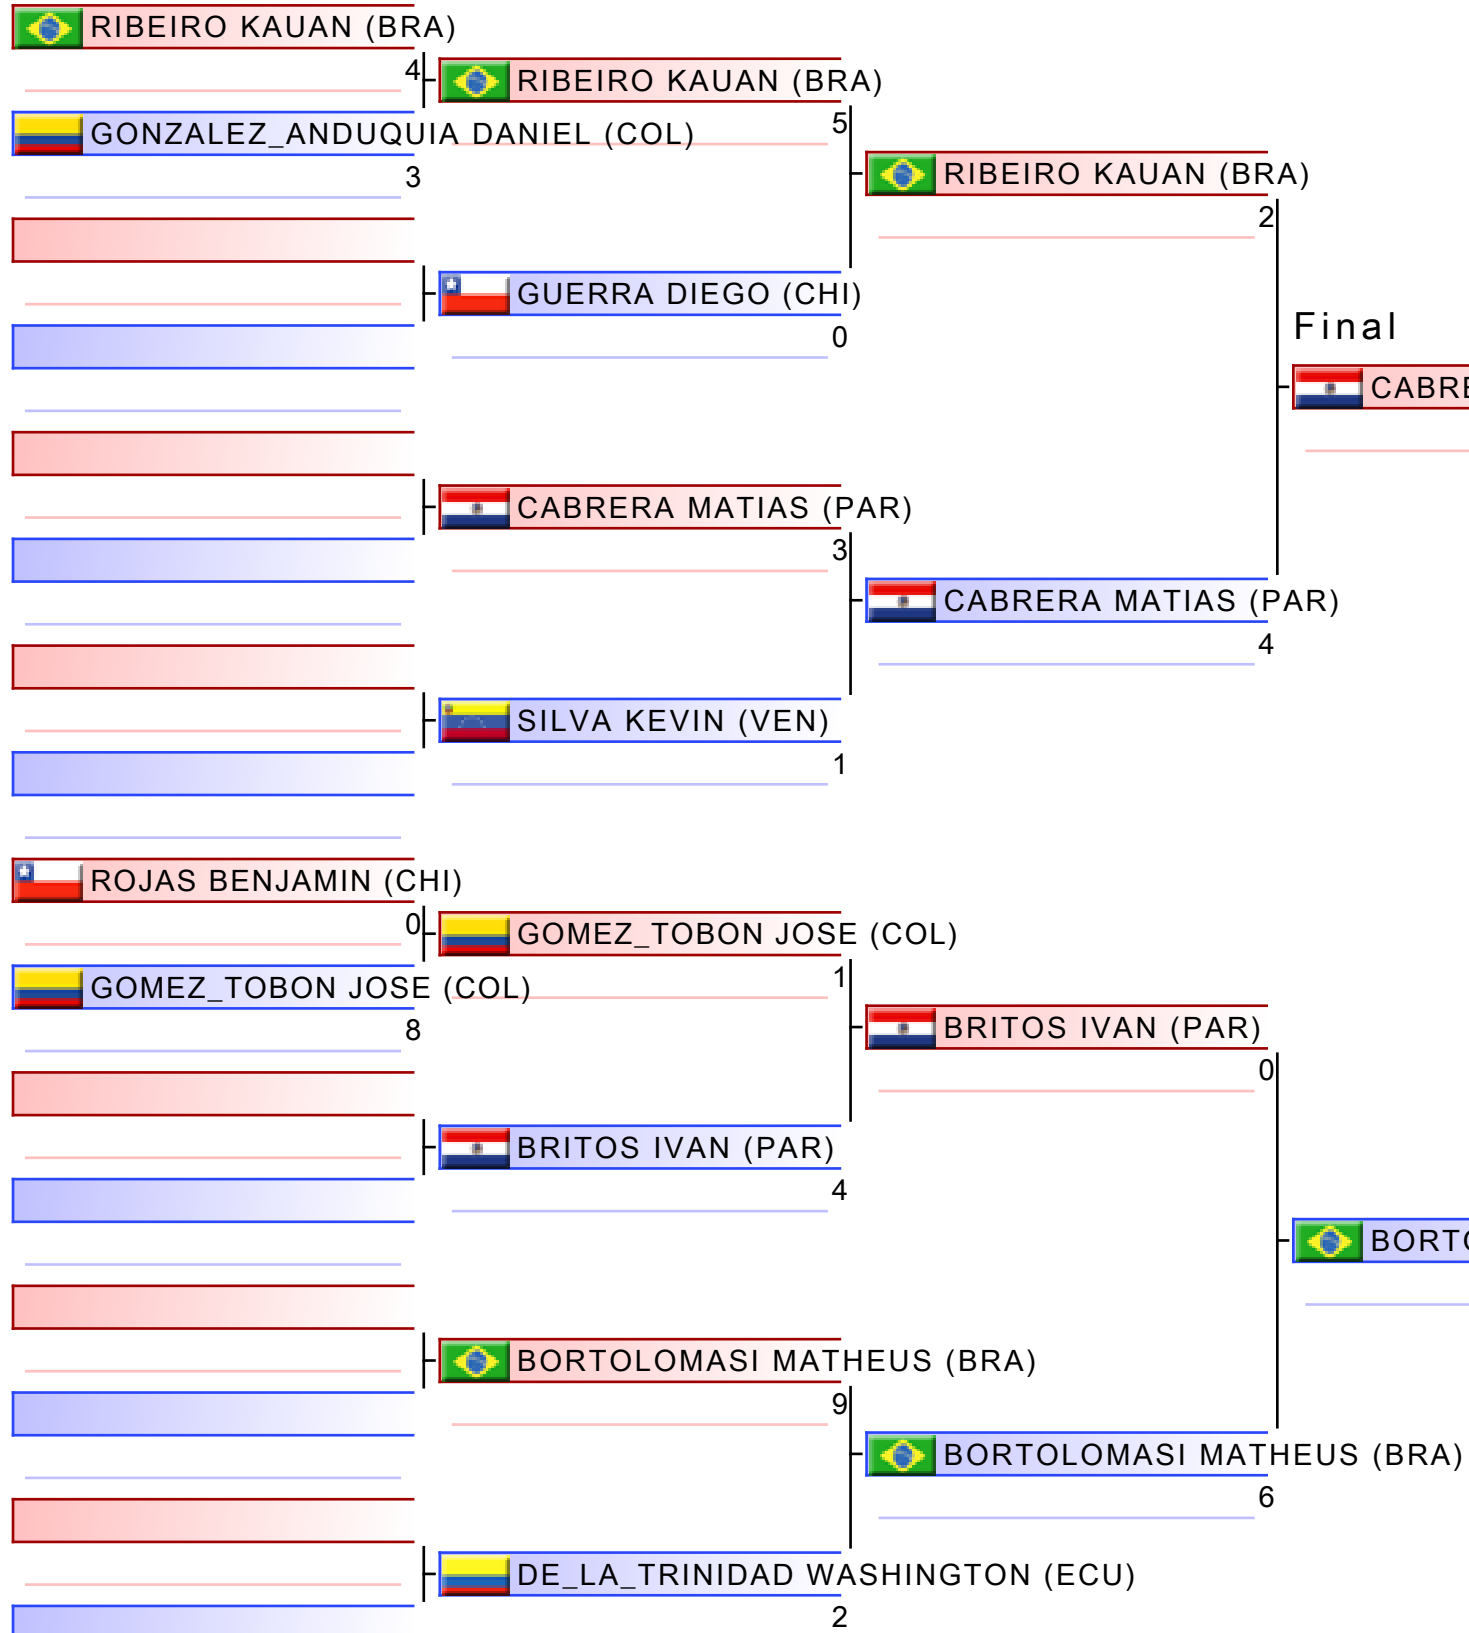 RIBEIRO KAUAN (BRA)
4
RIBEIRO KAUAN (BRA)
5
GONZALEZ_ANDUQUIA DANIEL (COL)
3
RIBEIRO KAUAN (BRA)
2
GUERRA DIEGO (CHI)
0
Final
CABRE
CABRERA MATIAS (PAR)
3
CABRERA MATIAS (PAR)
4
SILVA KEVIN (VEN)
1
ROJAS BENJAMIN (CHI)
0
GOMEZ_TOBON JOSE (COL)
1
GOMEZ_TOBON JOSE (COL)
8
BRITOS IVAN (PAR)
0
BRITOS IVAN (PAR)
4
BORTO
BORTOLOMASI MATHEUS (BRA)
9
BORTOLOMASI MATHEUS (BRA)
6
DE_LA_TRINIDAD WASHINGTON (ECU)
2